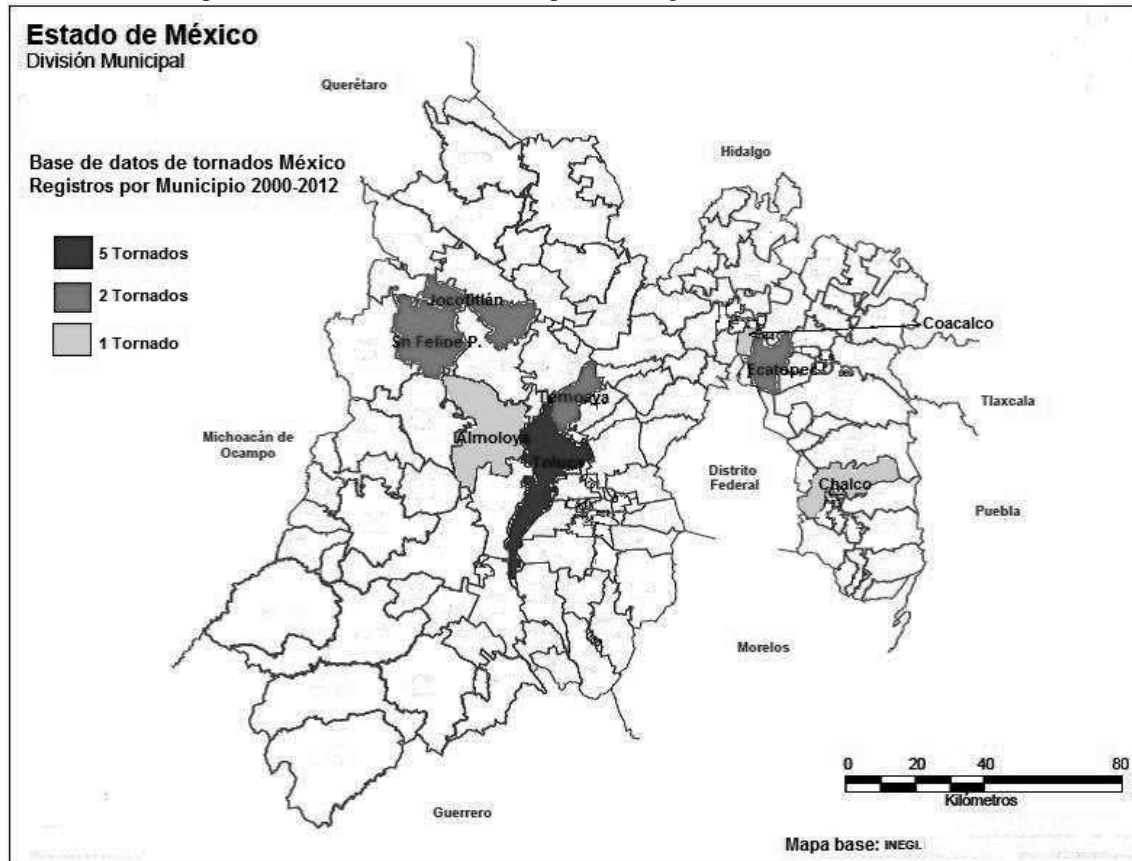 Estado de México
División Municipal
Querétaro
Hidalgo
Base de datos de tornados México
Registros por Municipio 2000-2012
5 Tornados
2 Tornados
1 Tornado
Jocotitlán
Sn Felipe P.
Coacalco
Ecatepec
Temoaya
Tlaxcala
Michoacán de
Ocampo
Almoloya
Toluca
Distrito
Federal
Chalco
Puebla
Morelos
0 20 40 80
Kilómetros
Guerrero
Mapa base: INEGI.